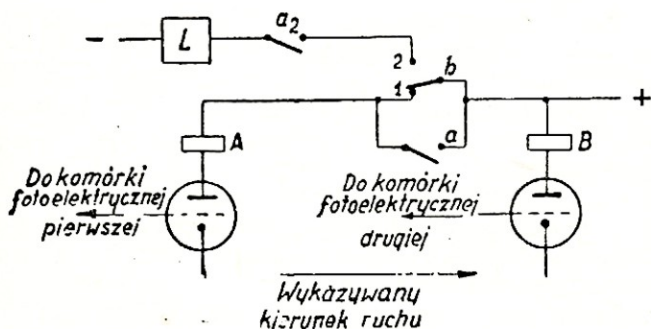 − L a₂
2
1 b
+
a
A B
Do komórki
fotoelektrycznej
pierwszej
Do komórki
fotoelektrycznej
drugiej
Wykazywany
kierunek ruchu